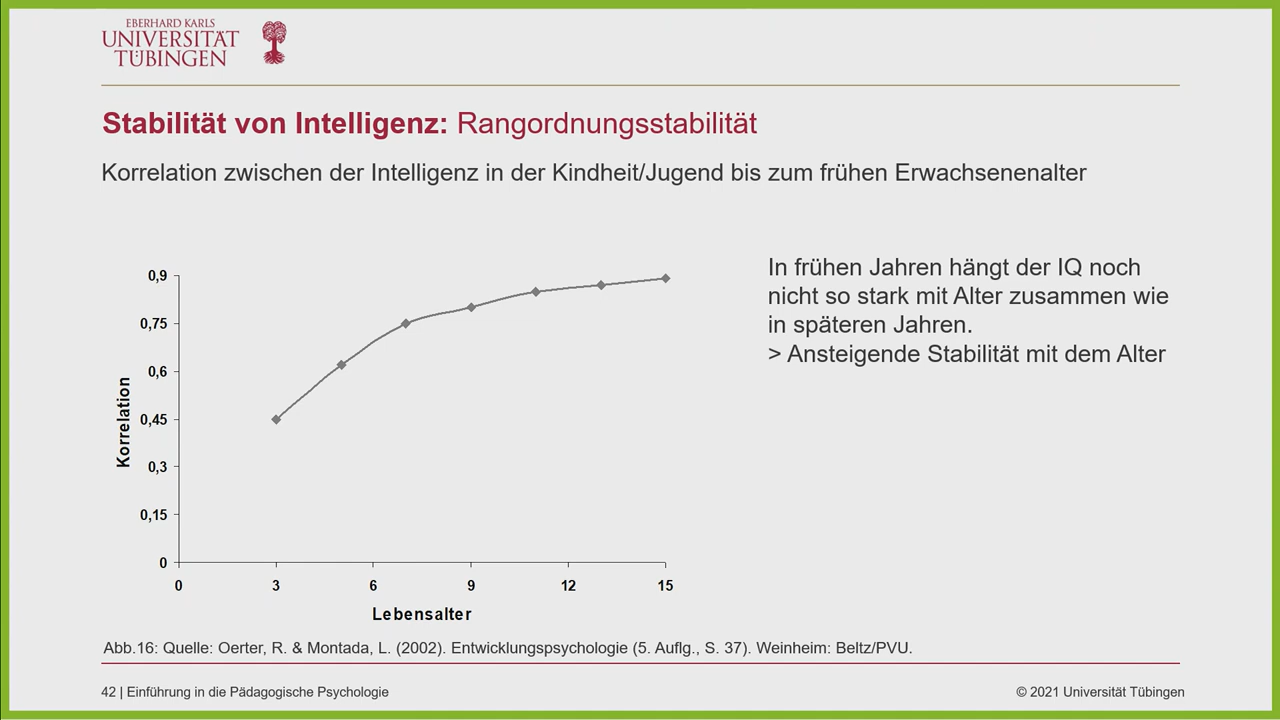 EBERHARD KARLS
UNIVERSITÄT
TÜBINGEN
Stabilität von Intelligenz: Rangordnungsstabilität
Korrelation zwischen der Intelligenz in der Kindheit/Jugend bis zum frühen Erwachsenenalter
In frühen Jahren hängt der IQ noch
nicht so stark mit Alter zusammen wie
in späteren Jahren.
> Ansteigende Stabilität mit dem Alter
Korrelation
0,9
0,75
0,6
0,45
0,3
0,15
0
0 3 6 9 12 15
Lebensalter
Abb.16: Quelle: Oerter, R. & Montada, L. (2002). Entwicklungspsychologie (5. Auflg., S. 37). Weinheim: Beltz/PVU.
42 | Einführung in die Pädagogische Psychologie
© 2021 Universität Tübingen